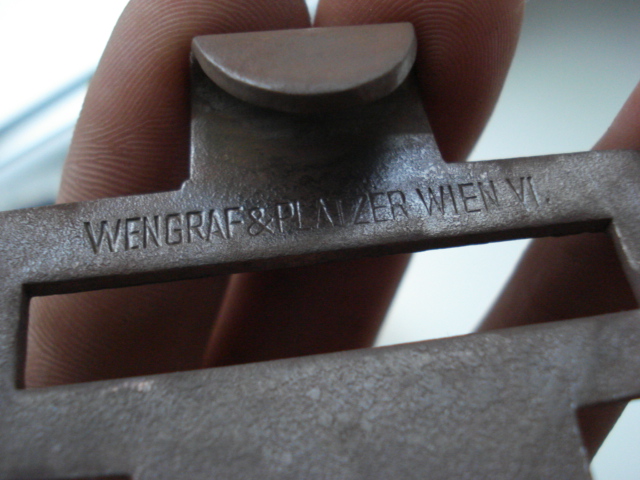 WENGRAF & PLATZER WIEN VI.